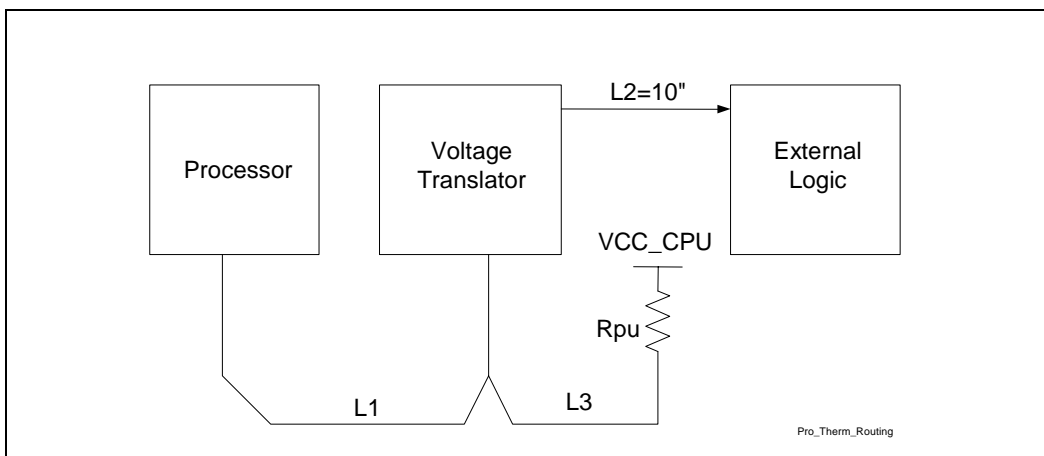 L2=10"
Processor
Voltage
Translator
External
Logic
VCC_CPU
Rpu
L1
L3
Pro_Therm_Routing